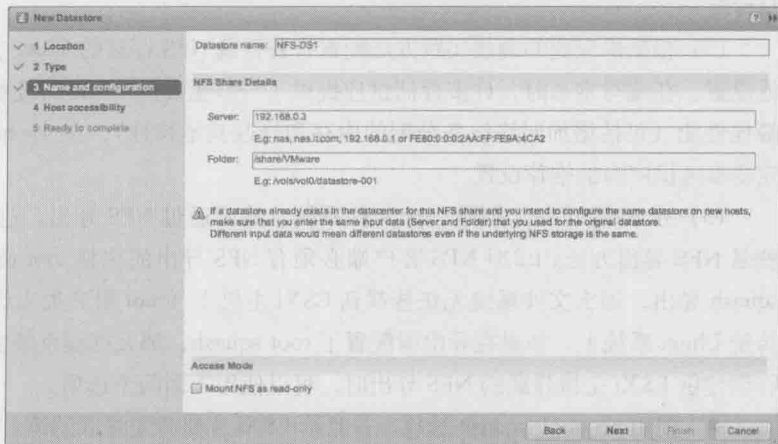 New Datastore
1 Location
2 Type
3 Name and configuration
4 Host accessibility
5 Ready to complete
Datastore name: NFS-DS1
NFS Share Details
Server: 192.168.0.3
E.g: nas, nas.it.com, 192.168.0.1 or FE80:0:0:0:2AA:FF:FE9A:4CA2
Folder: /share/VMware
E.g: /vols/vol0/datastore-001
If a datastore already exists in the datacenter for this NFS share and you intend to configure the same datastore on new hosts,
make sure that you enter the same input data (Server and Folder) that you used for the original datastore.
Different input data would mean different datastores even if the underlying NFS storage is the same.
Access Mode
Mount NFS as read-only
Back Next Finish Cancel